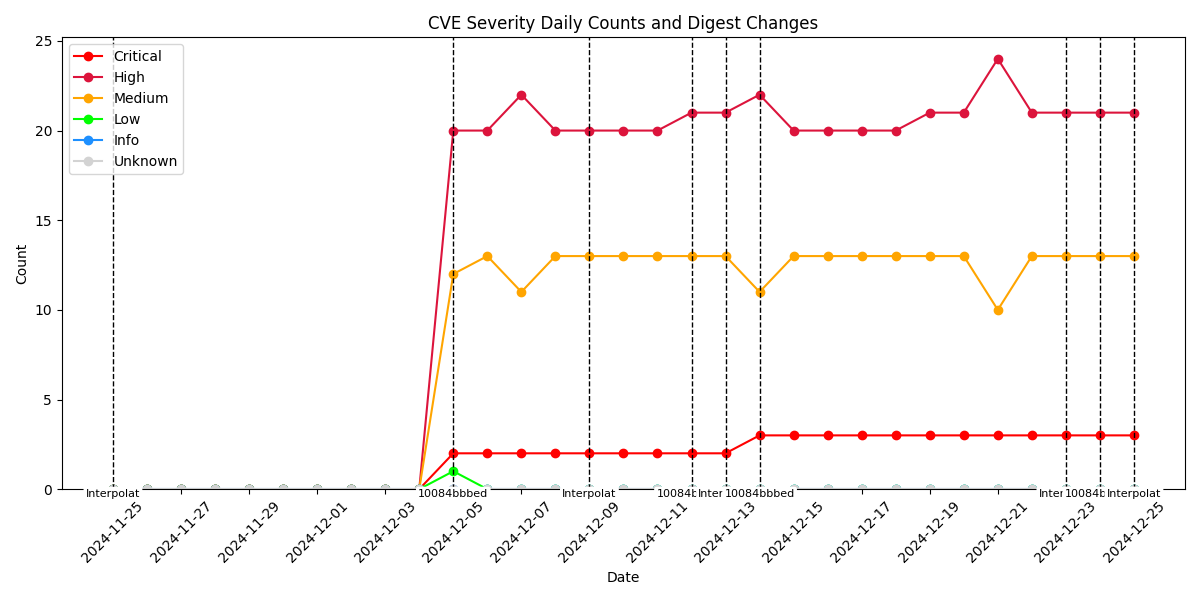 CVE Severity Daily Counts and Digest Changes
Critical
High
Medium
Low
Info
Unknown
Count
25
20
15
10
5
0
Interpolat
10084bbbed
Interpolat
10084b
Inter
10084bbbed
Inter
10084b
Interpolat
2024-11-25
2024-11-27
2024-11-29
2024-12-01
2024-12-03
2024-12-05
2024-12-07
2024-12-09
2024-12-11
2024-12-13
2024-12-15
2024-12-17
2024-12-19
2024-12-21
2024-12-23
2024-12-25
Date